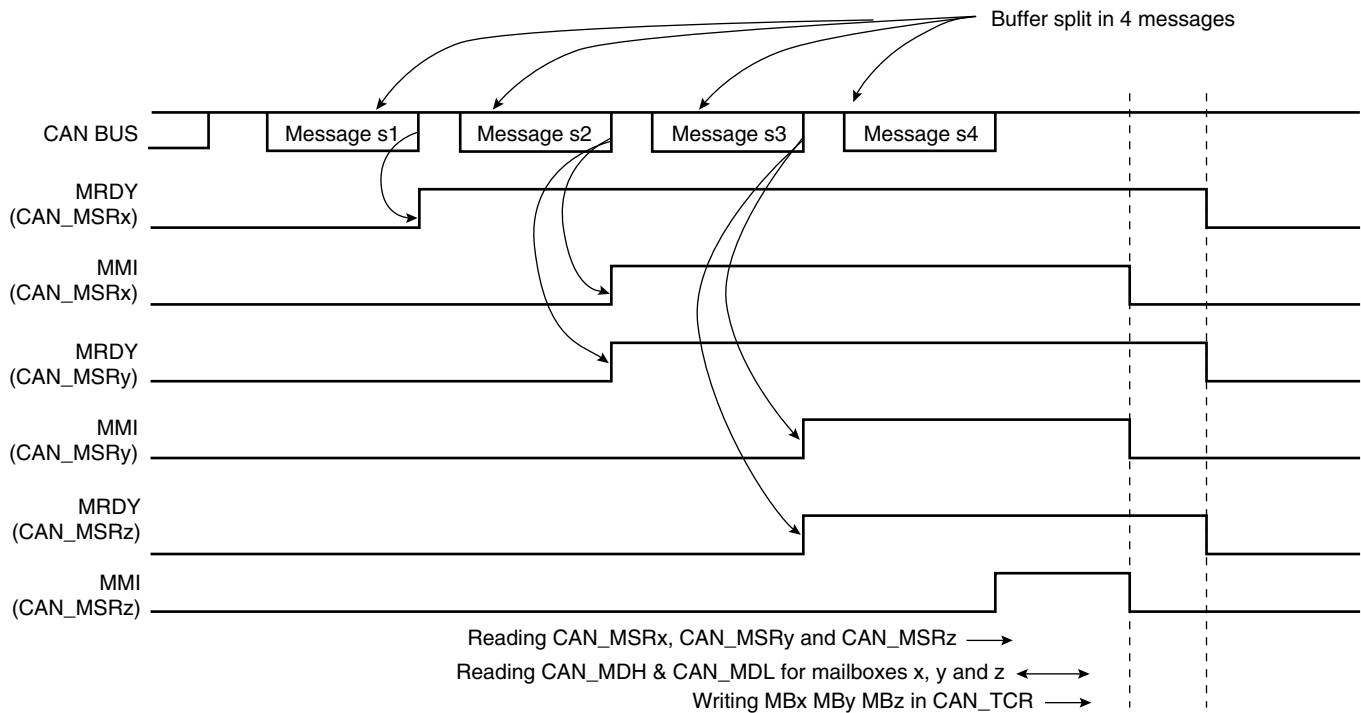 Buffer split in 4 messages
CAN BUS
Message s1
Message s2
Message s3
Message s4
MRDY
(CAN_MSRx)
MMI
(CAN_MSRx)
MRDY
(CAN_MSRy)
MMI
(CAN_MSRy)
MRDY
(CAN_MSRz)
MMI
(CAN_MSRz)
Reading CAN_MSRx, CAN_MSRy and CAN_MSRz
Reading CAN_MDH & CAN_MDL for mailboxes x, y and z
Writing MBx MBy MBz in CAN_TCR